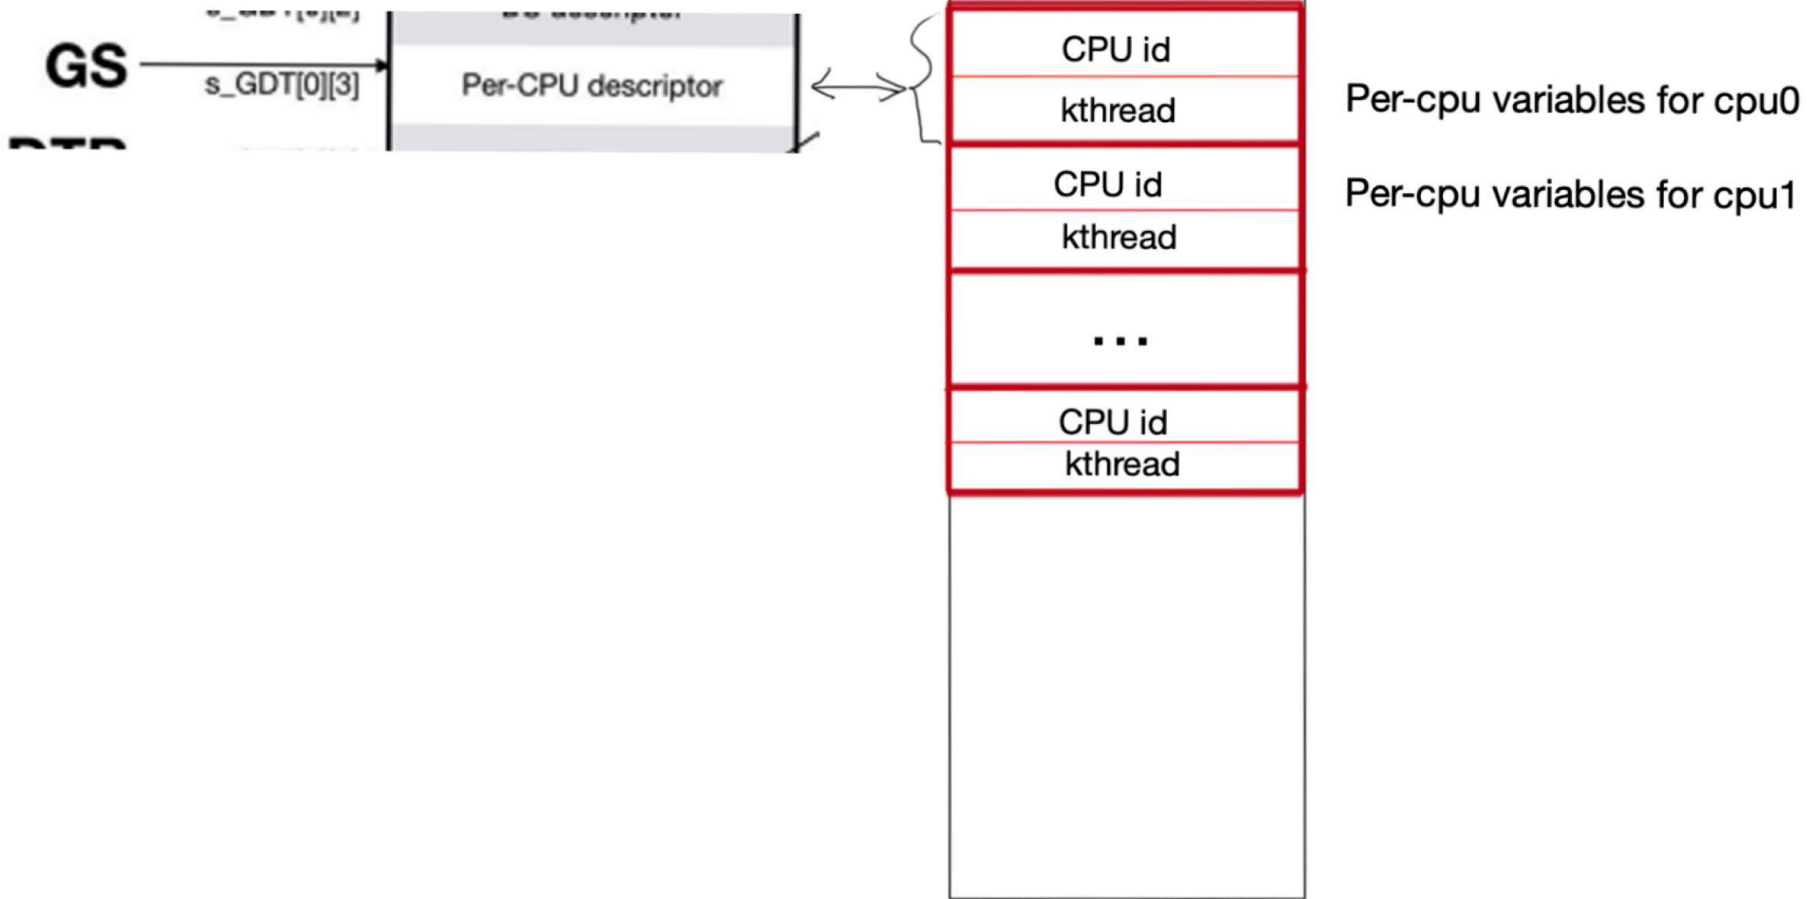 GS
s_GDT[0][3]
Per-CPU descriptor
CPU id
kthread
Per-cpu variables for cpu0
CPU id
kthread
Per-cpu variables for cpu1
...
CPU id
kthread